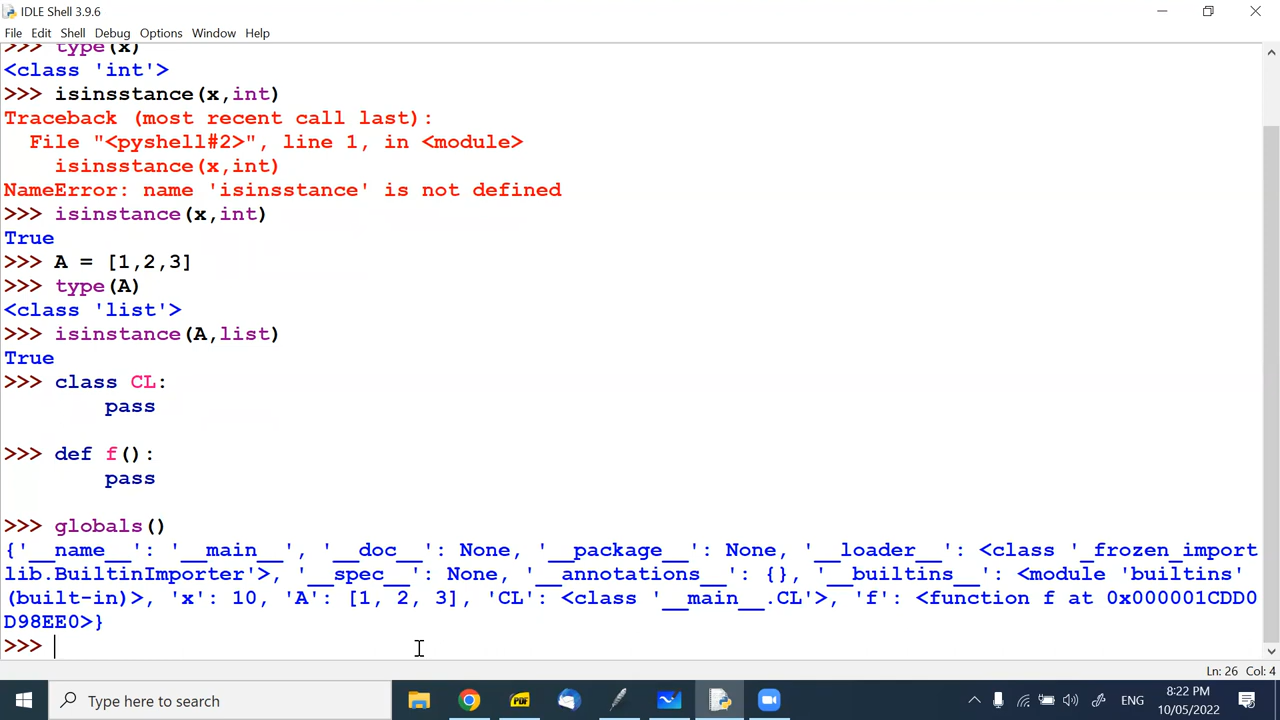 IDLE Shell 3.9.6
File Edit Shell Debug Options Window Help
>>> type(x)
<class 'int'>
>>> isinsstance(x,int)
Traceback (most recent call last):
  File "<pyshell#2>", line 1, in <module>
    isinsstance(x,int)
NameError: name 'isinsstance' is not defined
>>> isinstance(x,int)
True
>>> A = [1,2,3]
>>> type(A)
<class 'list'>
>>> isinstance(A,list)
True
>>> class CL:
        pass
>>> def f():
        pass
>>> globals()
{'__name__': '__main__', '__doc__': None, '__package__': None, '__loader__': <class '_frozen_import
lib.BuiltinImporter'>, '__spec__': None, '__annotations__': {}, '__builtins__': <module 'builtins'
(built-in)>, 'x': 10, 'A': [1, 2, 3], 'CL': <class '__main__.CL'>, 'f': <function f at 0x000001CDD0
D98EE0>}
>>>
Ln: 26 Col: 4
Type here to search
PDF
ENG
8:22 PM
10/05/2022